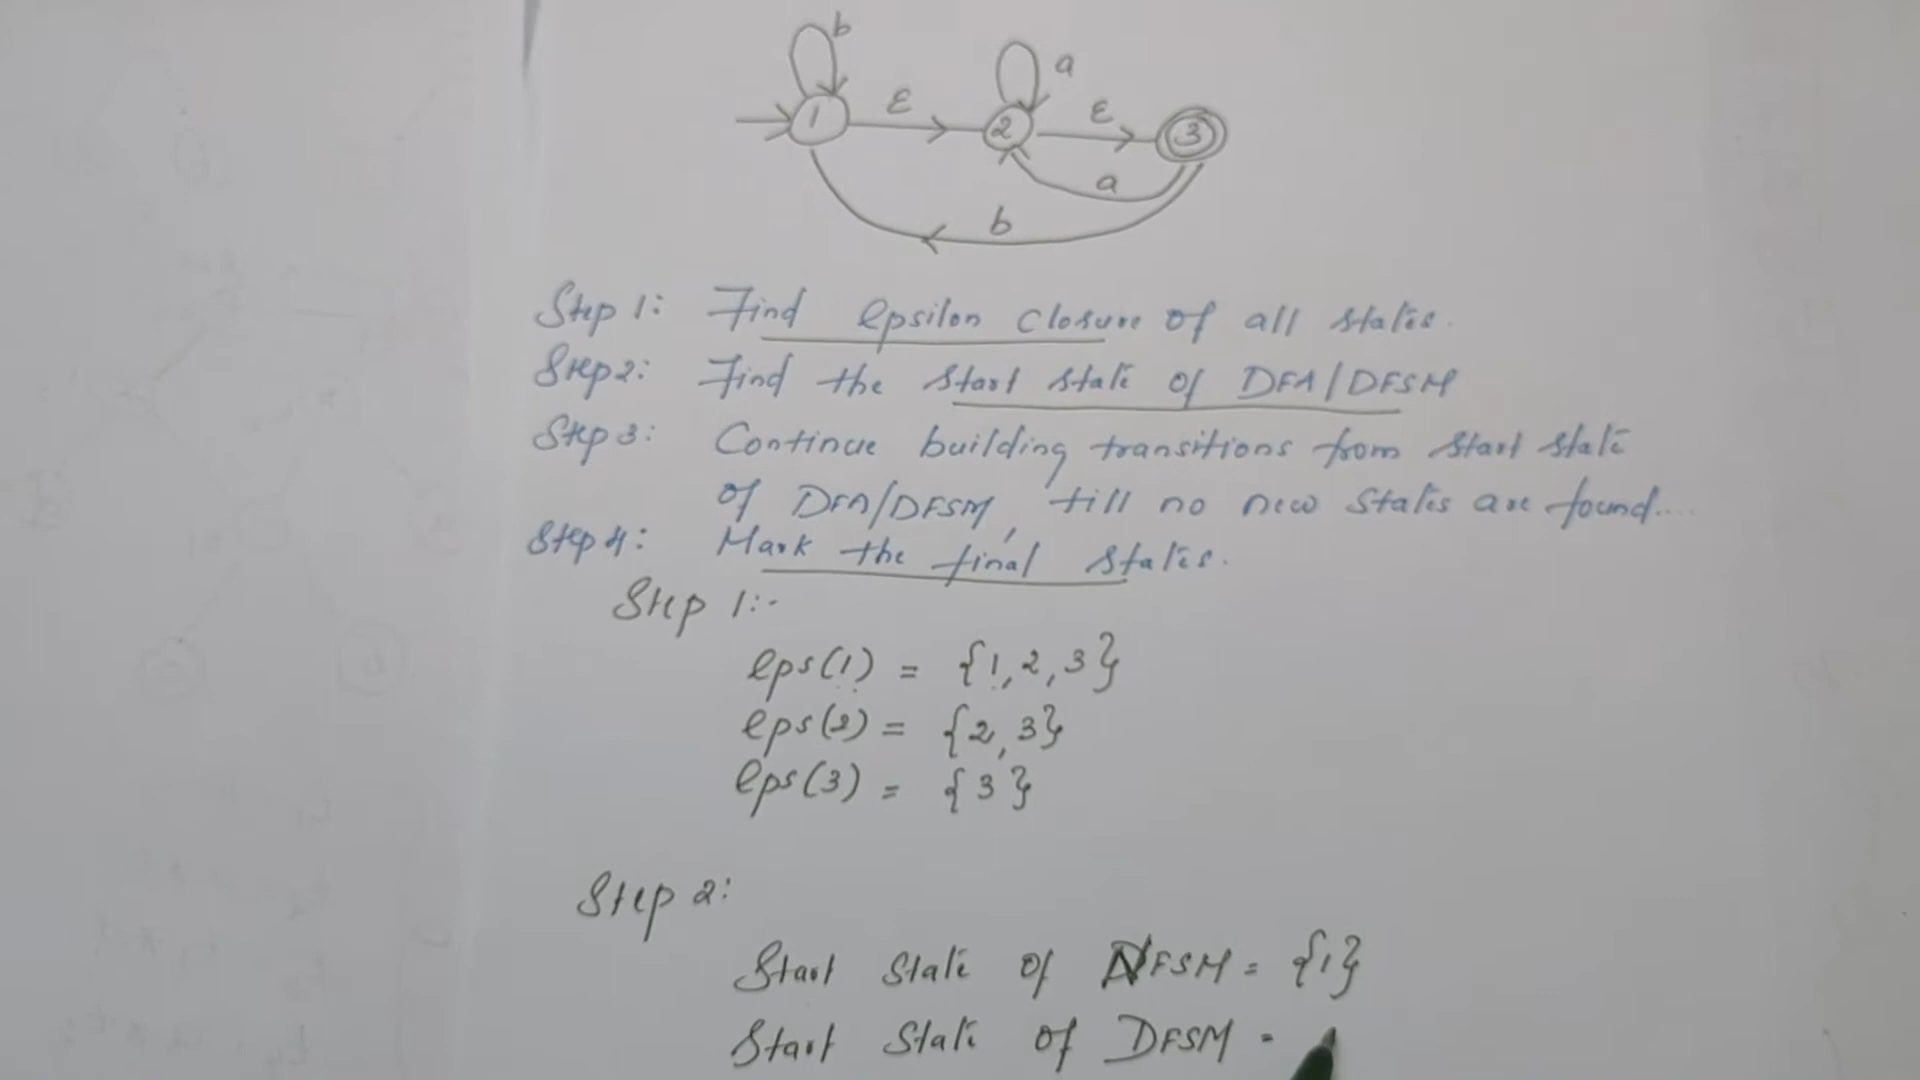 b
a
ε
ε
1
2
3
a
b
Step 1: Find epsilon closure of all states.
Step 2: Find the start state of DFA/DFSM
Step 3: Continue building transitions from start state
of DFA/DFSM, till no new states are found....
Step 4: Mark the final states.
Step 1:-
eps(1) = {1,2,3}
eps(2) = {2,3}
eps(3) = {3}
Step 2:
Start State of NFSM = {1}
Start State of DFSM =